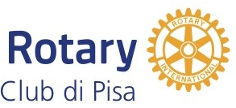 Rotary
Club di Pisa
ROTARY
INTERNATIONAL